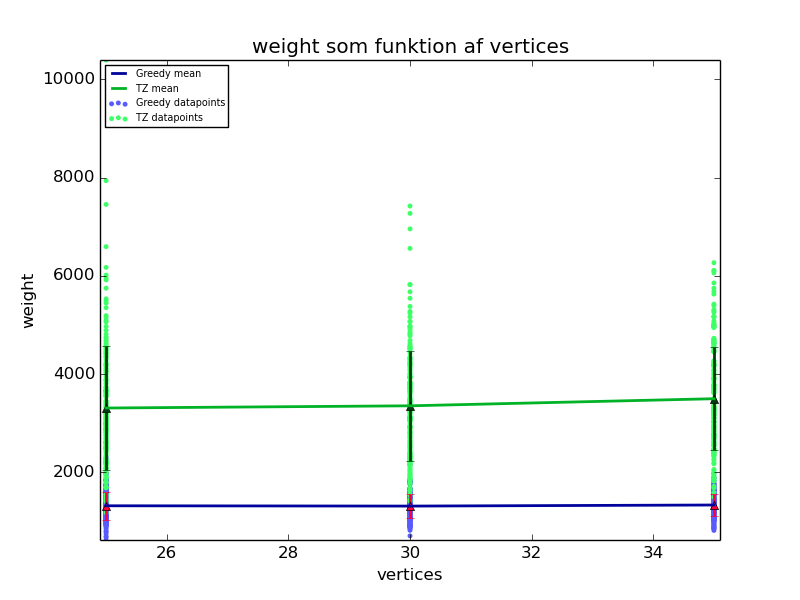 weight som funktion af vertices
10000
8000
6000
4000
2000
weight
Greedy mean
TZ mean
Greedy datapoints
TZ datapoints
26 28 30 32 34
vertices